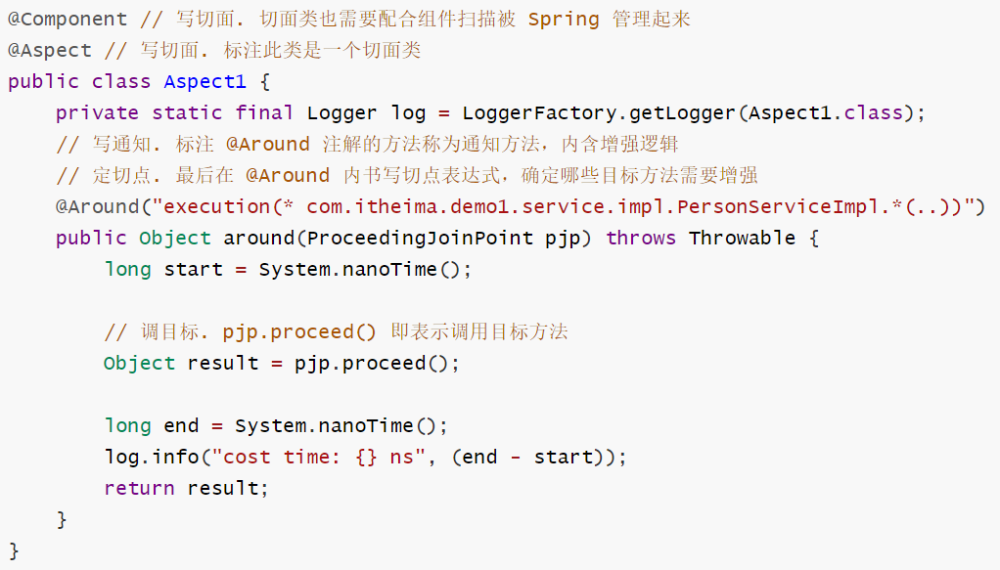 @Component // 写切面. 切面类也需要配合组件扫描被 Spring 管理起来
@Aspect // 写切面. 标注此类是一个切面类
public class Aspect1 {
    private static final Logger log = LoggerFactory.getLogger(Aspect1.class);
    // 写通知. 标注 @Around 注解的方法称为通知方法，内含增强逻辑
    // 定切点. 最后在 @Around 内书写切点表达式，确定哪些目标方法需要增强
    @Around("execution(* com.itheima.demo1.service.impl.PersonServiceImpl.*(..))")
    public Object around(ProceedingJoinPoint pjp) throws Throwable {
        long start = System.nanoTime();

        // 调目标. pjp.proceed() 即表示调用目标方法
        Object result = pjp.proceed();

        long end = System.nanoTime();
        log.info("cost time: {} ns", (end - start));
        return result;
    }
}